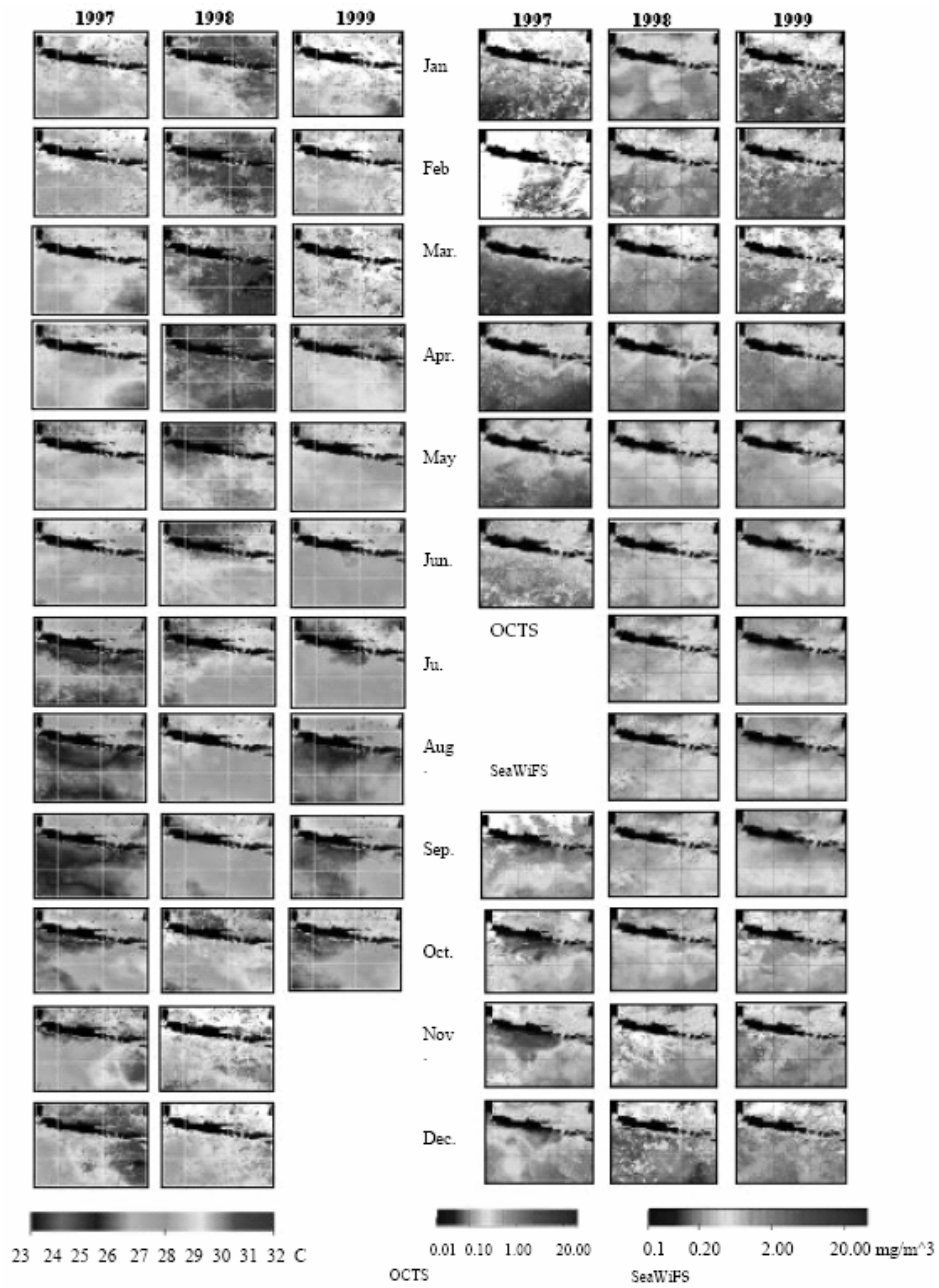 1997 1998 1999 1997 1998 1999
Jan
Feb
Mar.
Apr.
May
Jun.
OCTS
Ju.
Aug
.
SeaWiFS
Sep.
Oct.
Nov
.
Dec.
23 24 25 26 27 28 29 30 31 32 C
0.01 0.10 1.00 20.00
0.1 0.20 2.00 20.00 mg/m^3
OCTS SeaWiFS